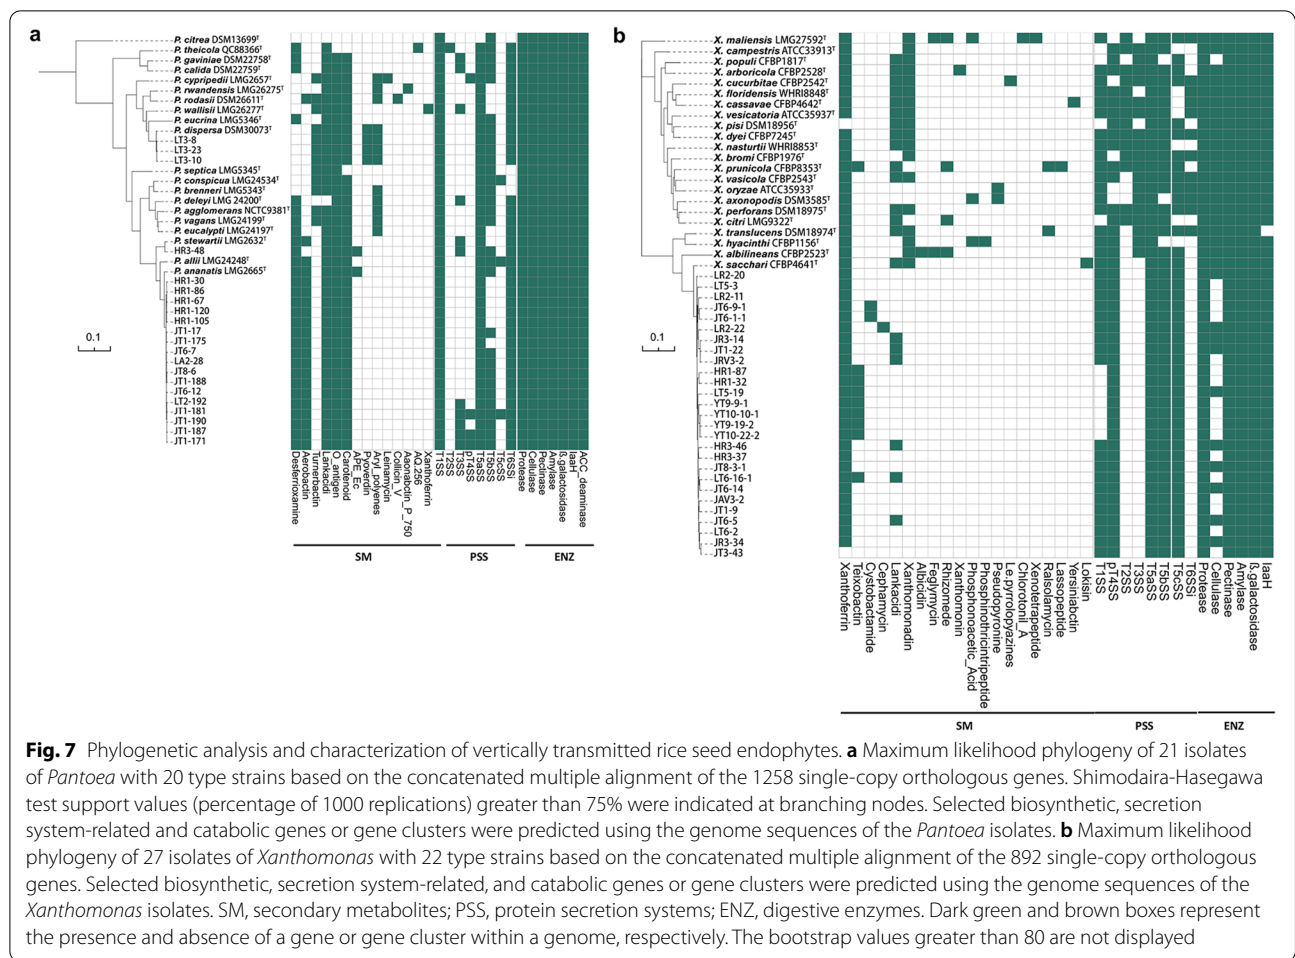 a
P. citrea DSM13699T
P. theicola QC88366T
P. gaviniae DSM22758T
P. calida DSM22759T
P. cypripedii LMG2657T
P. rwandensis LMG26275T
P. rodasii DSM26611T
P. wallisii LMG26277T
P. eucrina LMG5346T
P. dispersa DSM30073T
LT3-8
LT3-23
LT3-10
P. septica LMG5345T
P. conspicua LMG24534T
P. brenneri LMG5343T
P. deleyi LMG 24200T
P. agglomerans NCTC9381T
P. vagans LMG24199T
P. eucalypti LMG24197T
P. stewartii LMG2632T
HR3-48
P. allii LMG24248T
P. ananatis LMG2665T
HR1-30
HR1-86
HR1-67
HR1-120
HR1-105
JT1-17
JT1-175
JT6-7
LA2-28
JT8-6
JT1-188
JT6-12
LT2-192
JT1-181
JT1-190
JT1-187
JT1-171
0.1
Desferrioxamine
Aerobactin
Turnerbactin
Lankacidi
O_antigen
Carotenoid
APE_Ec
Pyoverdin
Aryl_polyenes
Leinamycin
Collicin_V
Aaonabctin_P_750
AQ.256
Xanthoferrin
T1SS
T2SS
T3SS
pT4SS
T5aSS
T5bSS
T5cSS
T6SSi
Protease
Cellulase
Pectinase
Amylase
ß.galactosidase
IaaH
ACC_deaminase
SM
PSS
ENZ
b
X. maliensis LMG27592T
X. campestris ATCC33913T
X. populi CFBP1817T
X. arboricola CFBP2528T
X. cucurbitae CFBP2542T
X. floridensis WHRI8848T
X. cassavae CFBP4642T
X. vesicatoria ATCC35937T
X. pisi DSM18956T
X. dyei CFBP7245T
X. nasturtii WHRI8853T
X. bromi CFBP1976T
X. prunicola CFBP8353T
X. vasicola CFBP2543T
X. oryzae ATCC35933T
X. axonopodis DSM3585T
X. perforans DSM18975T
X. citri LMG9322T
X. translucens DSM18974T
X. hyacinthi CFBP1156T
X. albilineans CFBP2523T
X. sacchari CFBP4641T
LR2-20
LT5-3
LR2-11
JT6-9-1
JT6-1-1
LR2-22
JR3-14
JT1-22
JRV3-2
HR1-87
HR1-32
LT5-19
YT9-9-1
YT10-10-1
YT9-19-2
YT10-22-2
HR3-46
HR3-37
JT8-3-1
LT6-16-1
JT6-14
JAV3-2
JT1-9
JT6-5
LT6-2
JR3-34
JT3-43
0.1
Xanthoferrin
Teixobactin
Cystobactamide
Cephamycin
Lankacidi
Xanthomonadin
Albicidin
Feglymycin
Rhizomede
Xanthomonin
Phosphonoacetic_Acid
Phosphinothricintripeptide
Pseudopyronine
Le.pyrrolopyazines
Chlorotonil_A
Xenotetrapeptide
Ralsolamycin
Lassopeptide
Yersiniabctin
Lokisin
T1SS
pT4SS
T2SS
T3SS
T5aSS
T5bSS
T5cSS
T6SSi
Protease
Cellulase
Pectinase
Amylase
ß.galactosidase
IaaH
SM
PSS
ENZ
Fig. 7 Phylogenetic analysis and characterization of vertically transmitted rice seed endophytes. a Maximum likelihood phylogeny of 21 isolates
of Pantoea with 20 type strains based on the concatenated multiple alignment of the 1258 single-copy orthologous genes. Shimodaira-Hasegawa
test support values (percentage of 1000 replications) greater than 75% were indicated at branching nodes. Selected biosynthetic, secretion
system-related and catabolic genes or gene clusters were predicted using the genome sequences of the Pantoea isolates. b Maximum likelihood
phylogeny of 27 isolates of Xanthomonas with 22 type strains based on the concatenated multiple alignment of the 892 single-copy orthologous
genes. Selected biosynthetic, secretion system-related, and catabolic genes or gene clusters were predicted using the genome sequences of the
Xanthomonas isolates. SM, secondary metabolites; PSS, protein secretion systems; ENZ, digestive enzymes. Dark green and brown boxes represent
the presence and absence of a gene or gene cluster within a genome, respectively. The bootstrap values greater than 80 are not displayed